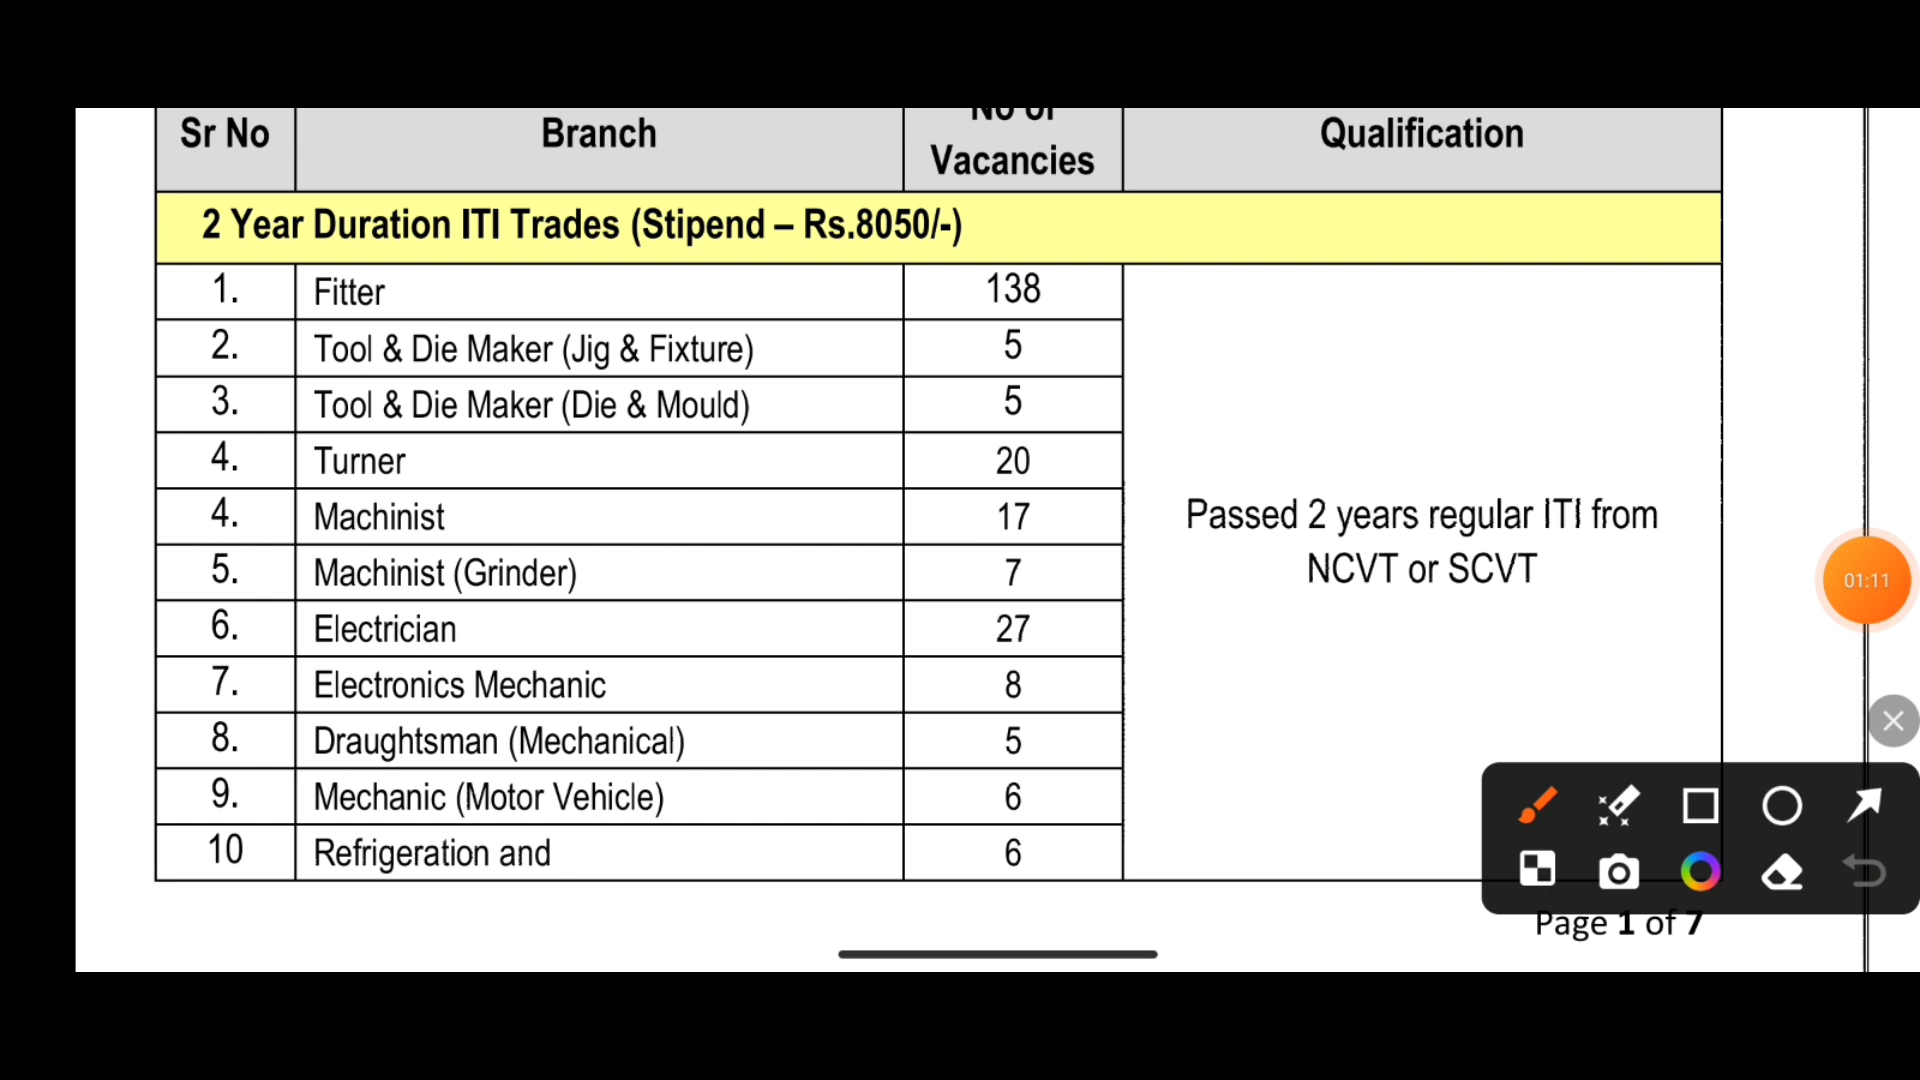 Sr No Branch No of Vacancies Qualification
2 Year Duration ITI Trades (Stipend – Rs.8050/-)
1. Fitter 138
2. Tool & Die Maker (Jig & Fixture) 5
3. Tool & Die Maker (Die & Mould) 5
4. Turner 20
4. Machinist 17
5. Machinist (Grinder) 7
6. Electrician 27
7. Electronics Mechanic 8
8. Draughtsman (Mechanical) 5
9. Mechanic (Motor Vehicle) 6
10 Refrigeration and 6
Passed 2 years regular ITI from
NCVT or SCVT
01:11
Page 1 of 7